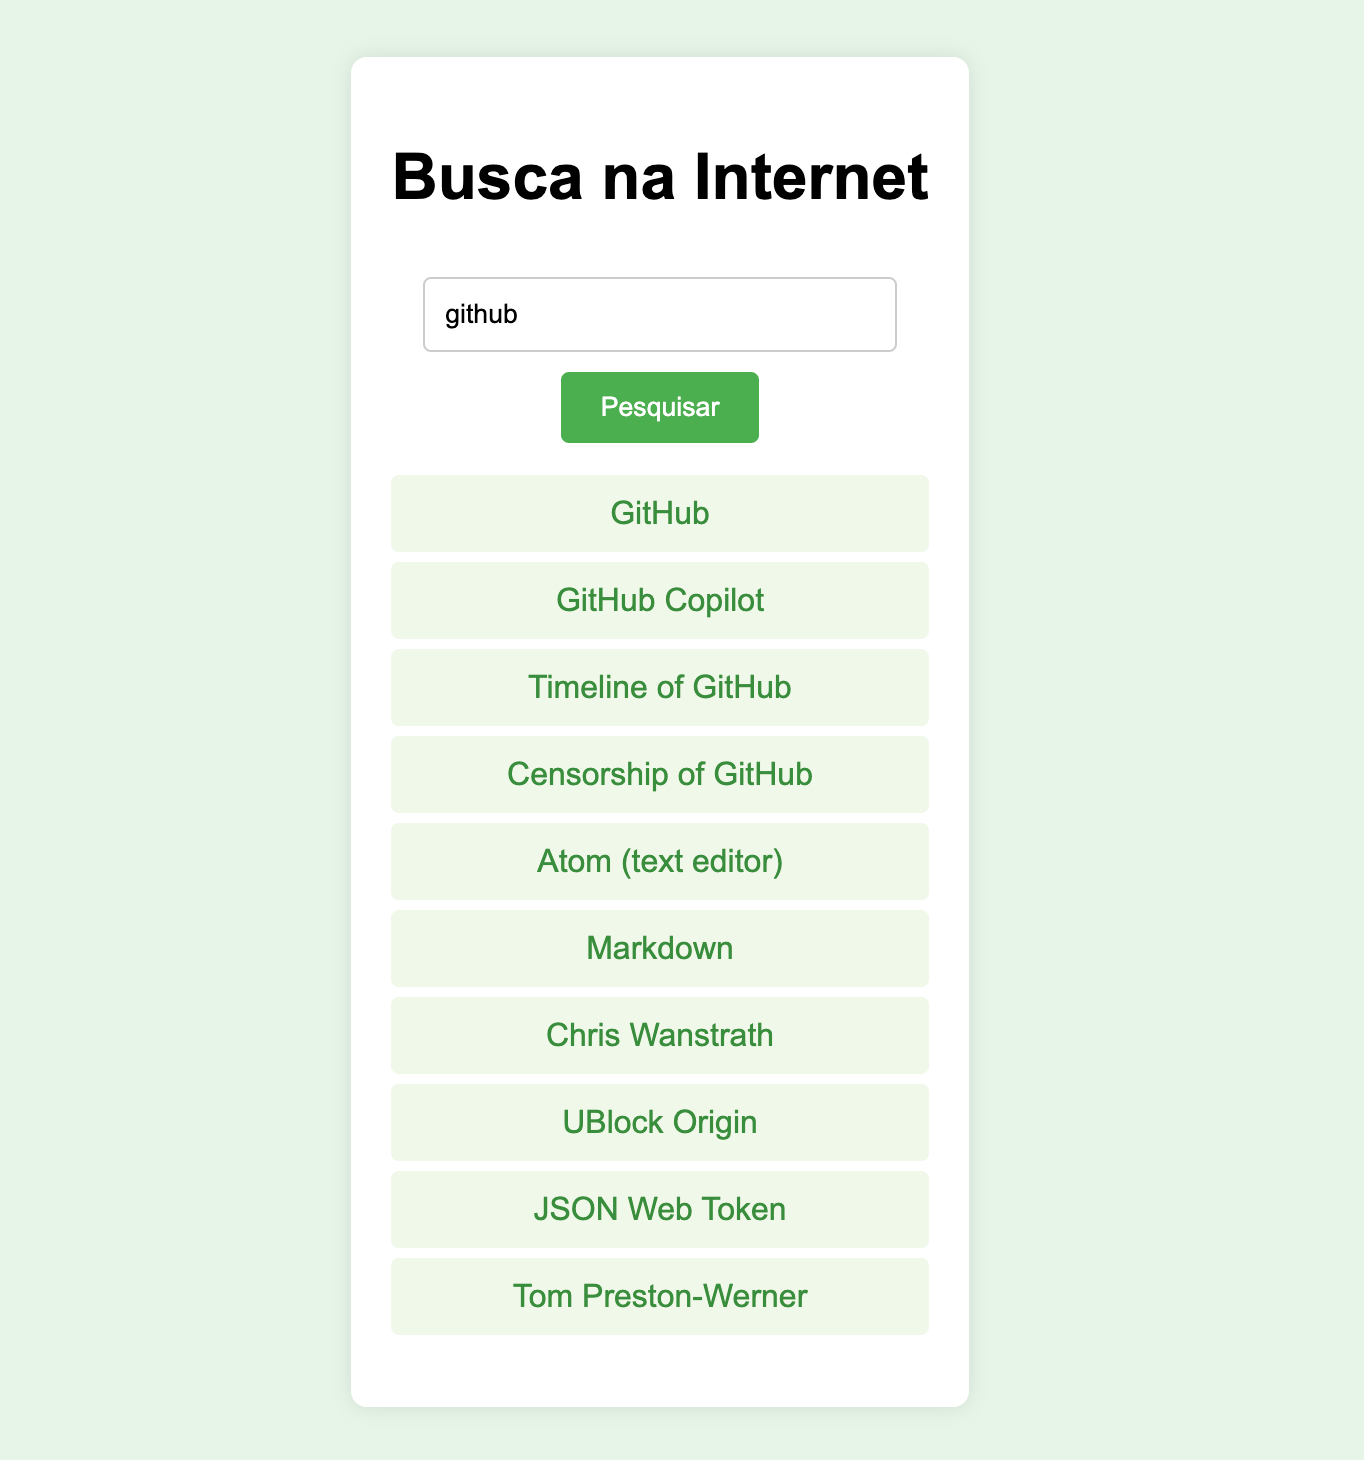 Busca na Internet
github
Pesquisar
GitHub
GitHub Copilot
Timeline of GitHub
Censorship of GitHub
Atom (text editor)
Markdown
Chris Wanstrath
UBlock Origin
JSON Web Token
Tom Preston-Werner